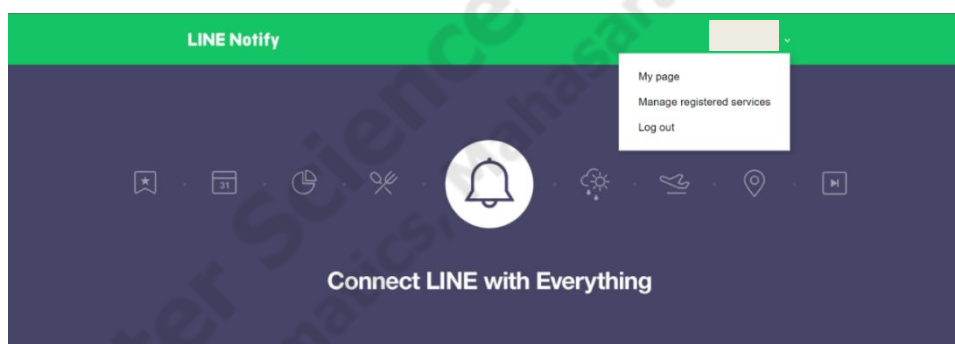 LINE Notify
My page
Manage registered services
Log out
31
Connect LINE with Everything